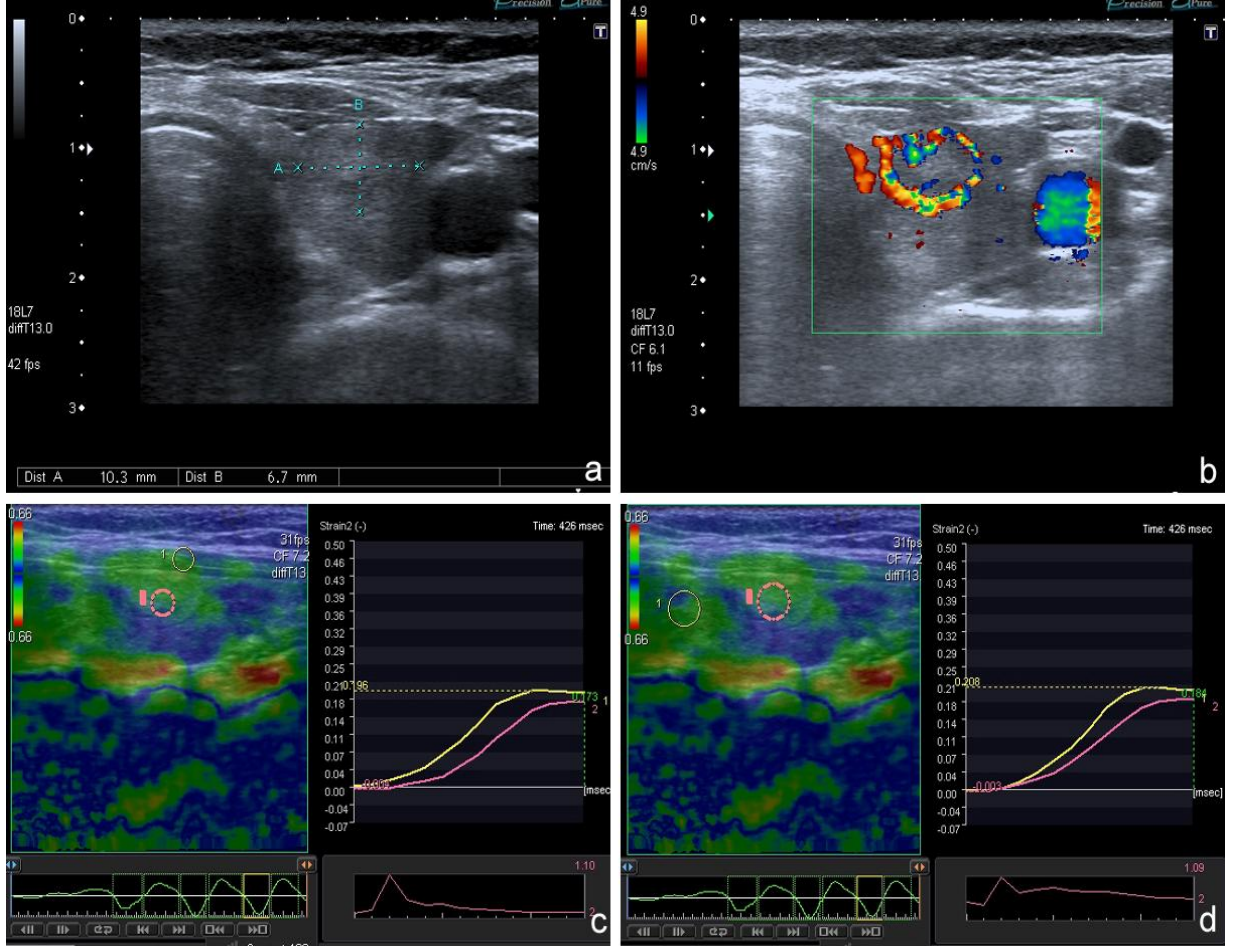 Precision APure
0
1
2
3
T
A
B
18L7
diffT13.0
42 fps
Dist A 10.3 mm Dist B 6.7 mm
a
Precision APure
4.9
4.9
cm/s
0
1
2
3
T
18L7
diffT13.0
CF 6.1
11 fps
b
0.66
0.66
31fps
CF 7.2
diffT13
1
Strain2 (-)
Time: 426 msec
0.50
0.46
0.43
0.39
0.36
0.32
0.29
0.25
0.21
0.18
0.14
0.11
0.07
0.04
0.00
-0.04
-0.07
0.173
1
2
[msec]
1.10
2
c
0.66
0.66
31fps
CF 7.2
diffT13
1
Strain2 (-)
Time: 426 msec
0.50
0.46
0.43
0.39
0.36
0.32
0.29
0.25
0.21
0.18
0.14
0.11
0.07
0.04
0.00
-0.04
-0.07
0.208
0.184
1
2
-0.003
[msec]
1.09
2
d